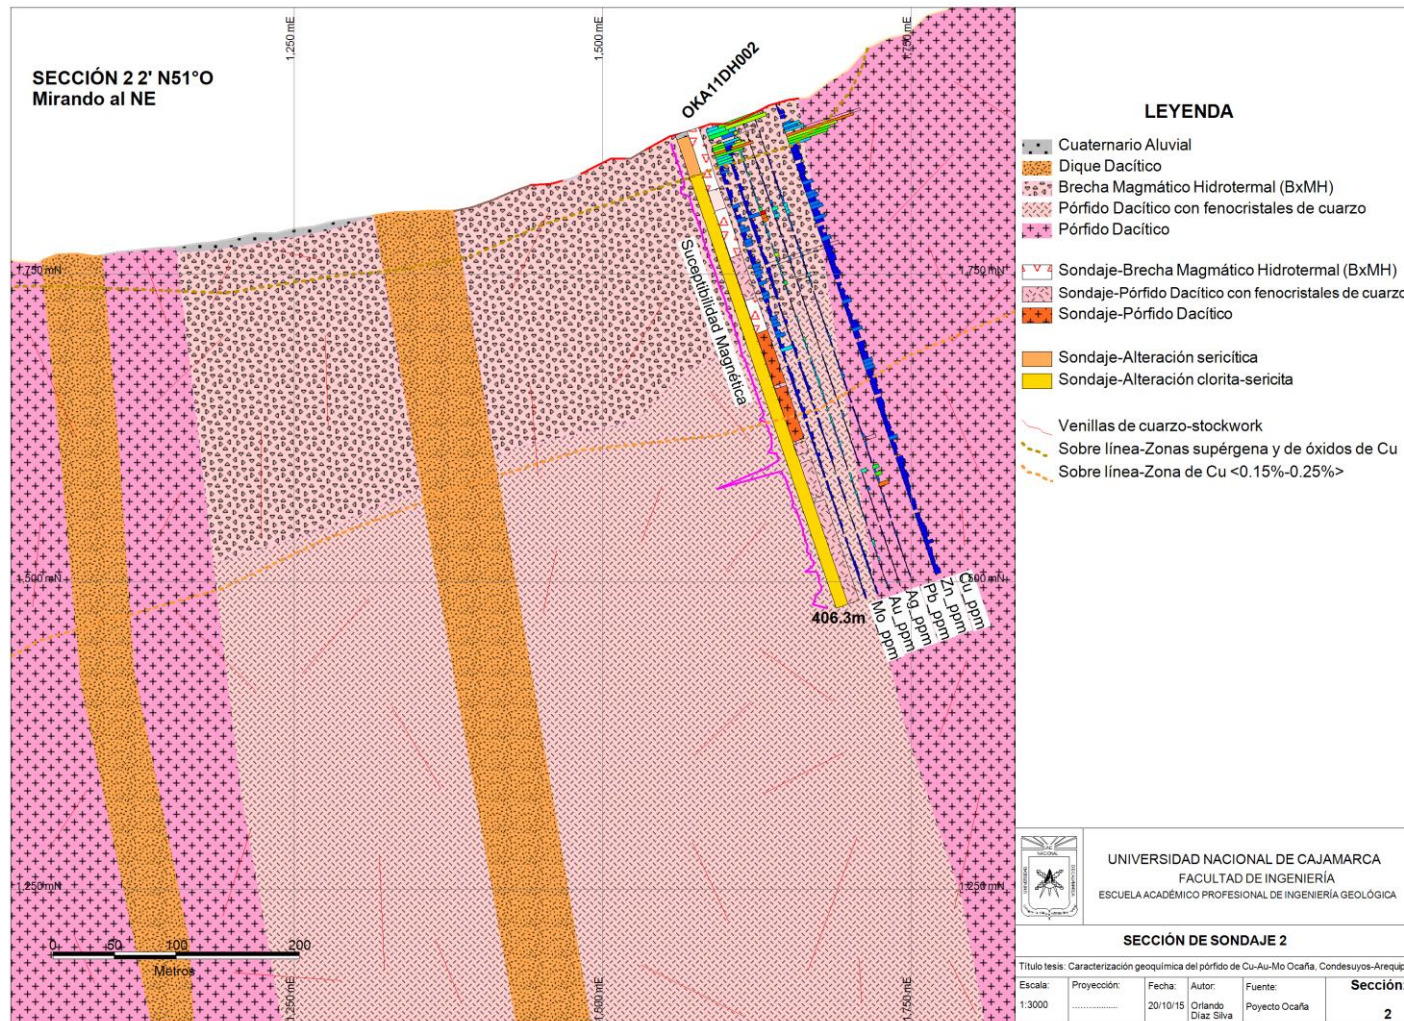 1,250 mE
1,500 mE
1,750 mE
SECCIÓN 2 2' N51°O
Mirando al NE
OKA11DH002
1,750 mN
1,750 mN
Suceptibilidad Magnética
1,500 mN
1,500 mN
406.3m
Mo_ppm
Au_ppm
Ag_ppm
Pb_ppm
Zn_ppm
Cu_ppm
1,250 mN
1,250 mN
0 50 100 200
Metros
1,250 mE
1,500 mE
1,750 mE
LEYENDA
Cuaternario Aluvial
Dique Dacítico
Brecha Magmático Hidrotermal (BxMH)
Pórfido Dacítico con fenocristales de cuarzo
Pórfido Dacítico
Sondaje-Brecha Magmático Hidrotermal (BxMH)
Sondaje-Pórfido Dacítico con fenocristales de cuarzo
Sondaje-Pórfido Dacítico
Sondaje-Alteración sericítica
Sondaje-Alteración clorita-sericita
Venillas de cuarzo-stockwork
Sobre línea-Zonas supérgena y de óxidos de Cu
Sobre línea-Zona de Cu <0.15%-0.25%>
UNIVERSIDAD NACIONAL DE CAJAMARCA
FACULTAD DE INGENIERÍA
ESCUELA ACADÉMICO PROFESIONAL DE INGENIERÍA GEOLÓGICA
SECCIÓN DE SONDAJE 2
Título tesis: Caracterización geoquímica del pórfido de Cu-Au-Mo Ocaña, Condesuyos-Arequip
Escala: Proyección: Fecha: Autor: Fuente: Sección:
1:3000 .................. 20/10/15 Orlando Díaz Silva Poyecto Ocaña 2